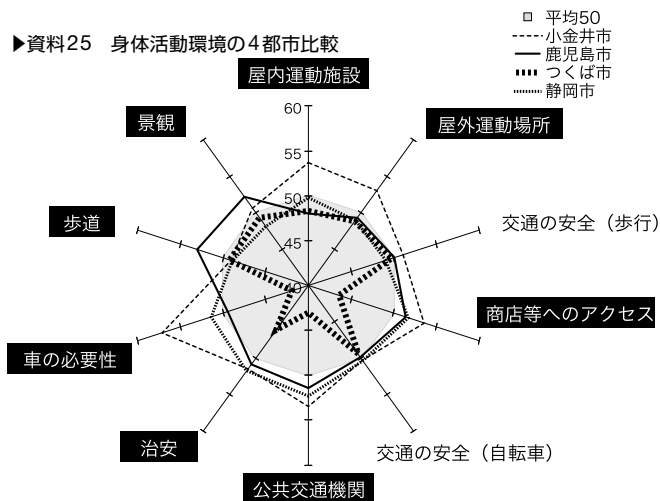 ▶資料25 身体活動環境の4都市比較
平均50
小金井市
鹿児島市
つくば市
静岡市
屋内運動施設
屋外運動場所
交通の安全（歩行）
商店等へのアクセス
交通の安全（自転車）
公共交通機関
治安
車の必要性
歩道
景観
60
55
50
45
40